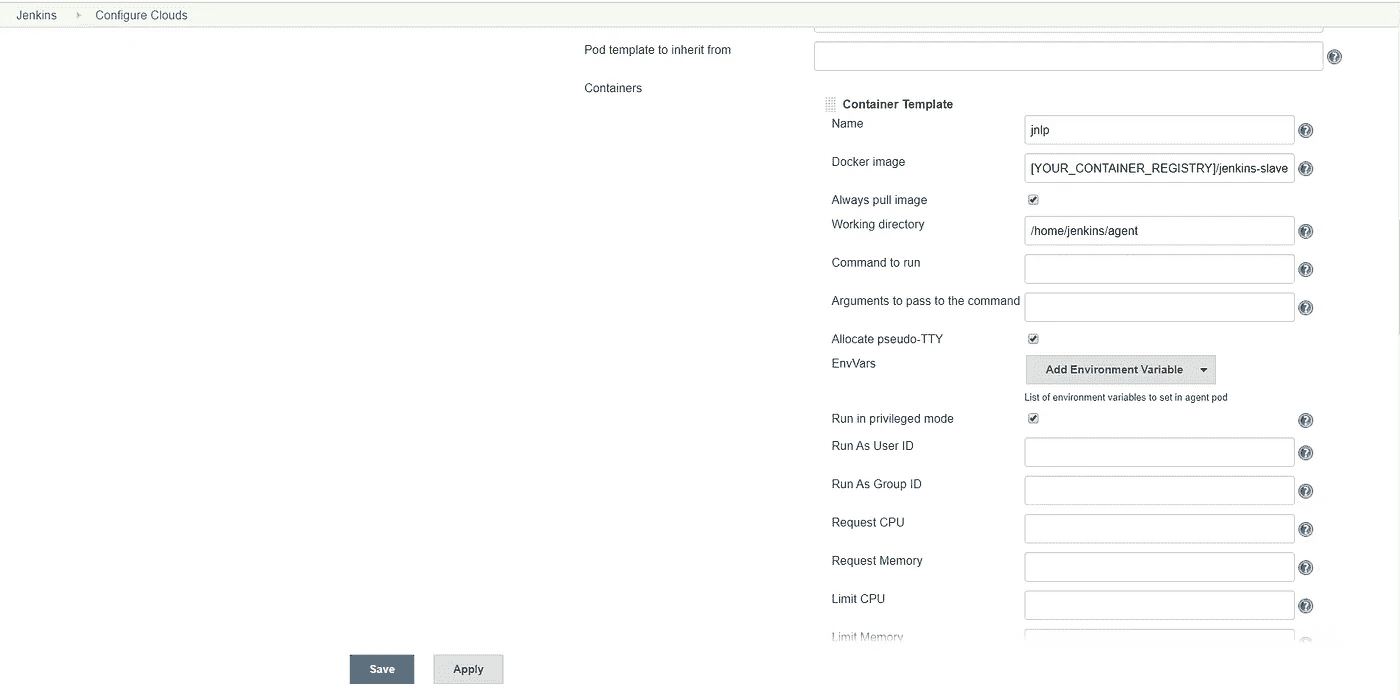 Jenkins Configure Clouds
Pod template to inherit from
Containers
Container Template
Name jnlp
Docker image [YOUR_CONTAINER_REGISTRY]/jenkins-slave
Always pull image
Working directory /home/jenkins/agent
Command to run
Arguments to pass to the command
Allocate pseudo-TTY
EnvVars Add Environment Variable
List of environment variables to set in agent pod
Run in privileged mode
Run As User ID
Run As Group ID
Request CPU
Request Memory
Limit CPU
Limit Memory
Save Apply